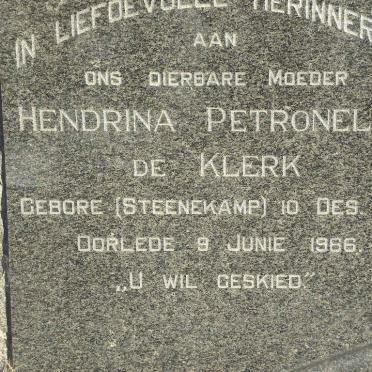 IN LIEFDEVOLLE HERINNER
AAN
ONS DIERBARE MOEDER
HENDRINA PETRONEL
DE KLERK
GEBORE (STEENEKAMP) 10 DES.
OORLEDE 9 JUNIE 1966.
„U WIL GESKIED."